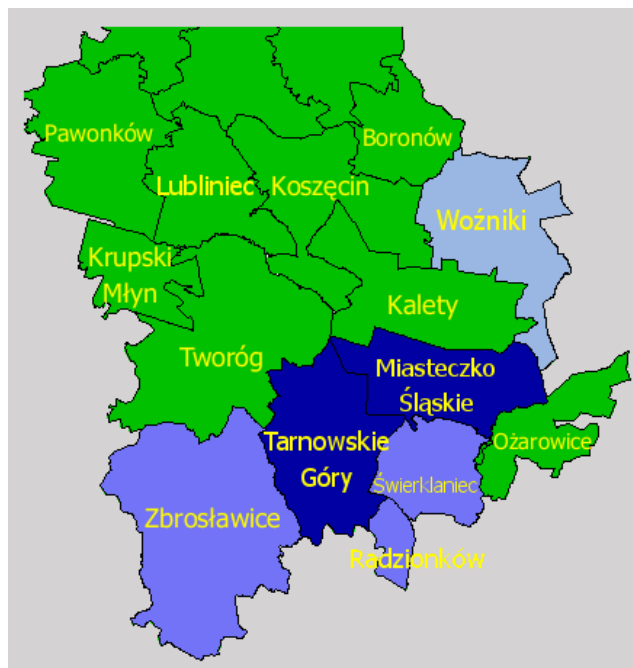 Pawonków
Boronów
Lubliniec
Koszęcin
Woźniki
Krupski
Młyn
Kalety
Tworóg
Miasteczko
Śląskie
Tarnowskie
Góry
Ożarowice
Świerklaniec
Zbrosławice
Radzionków